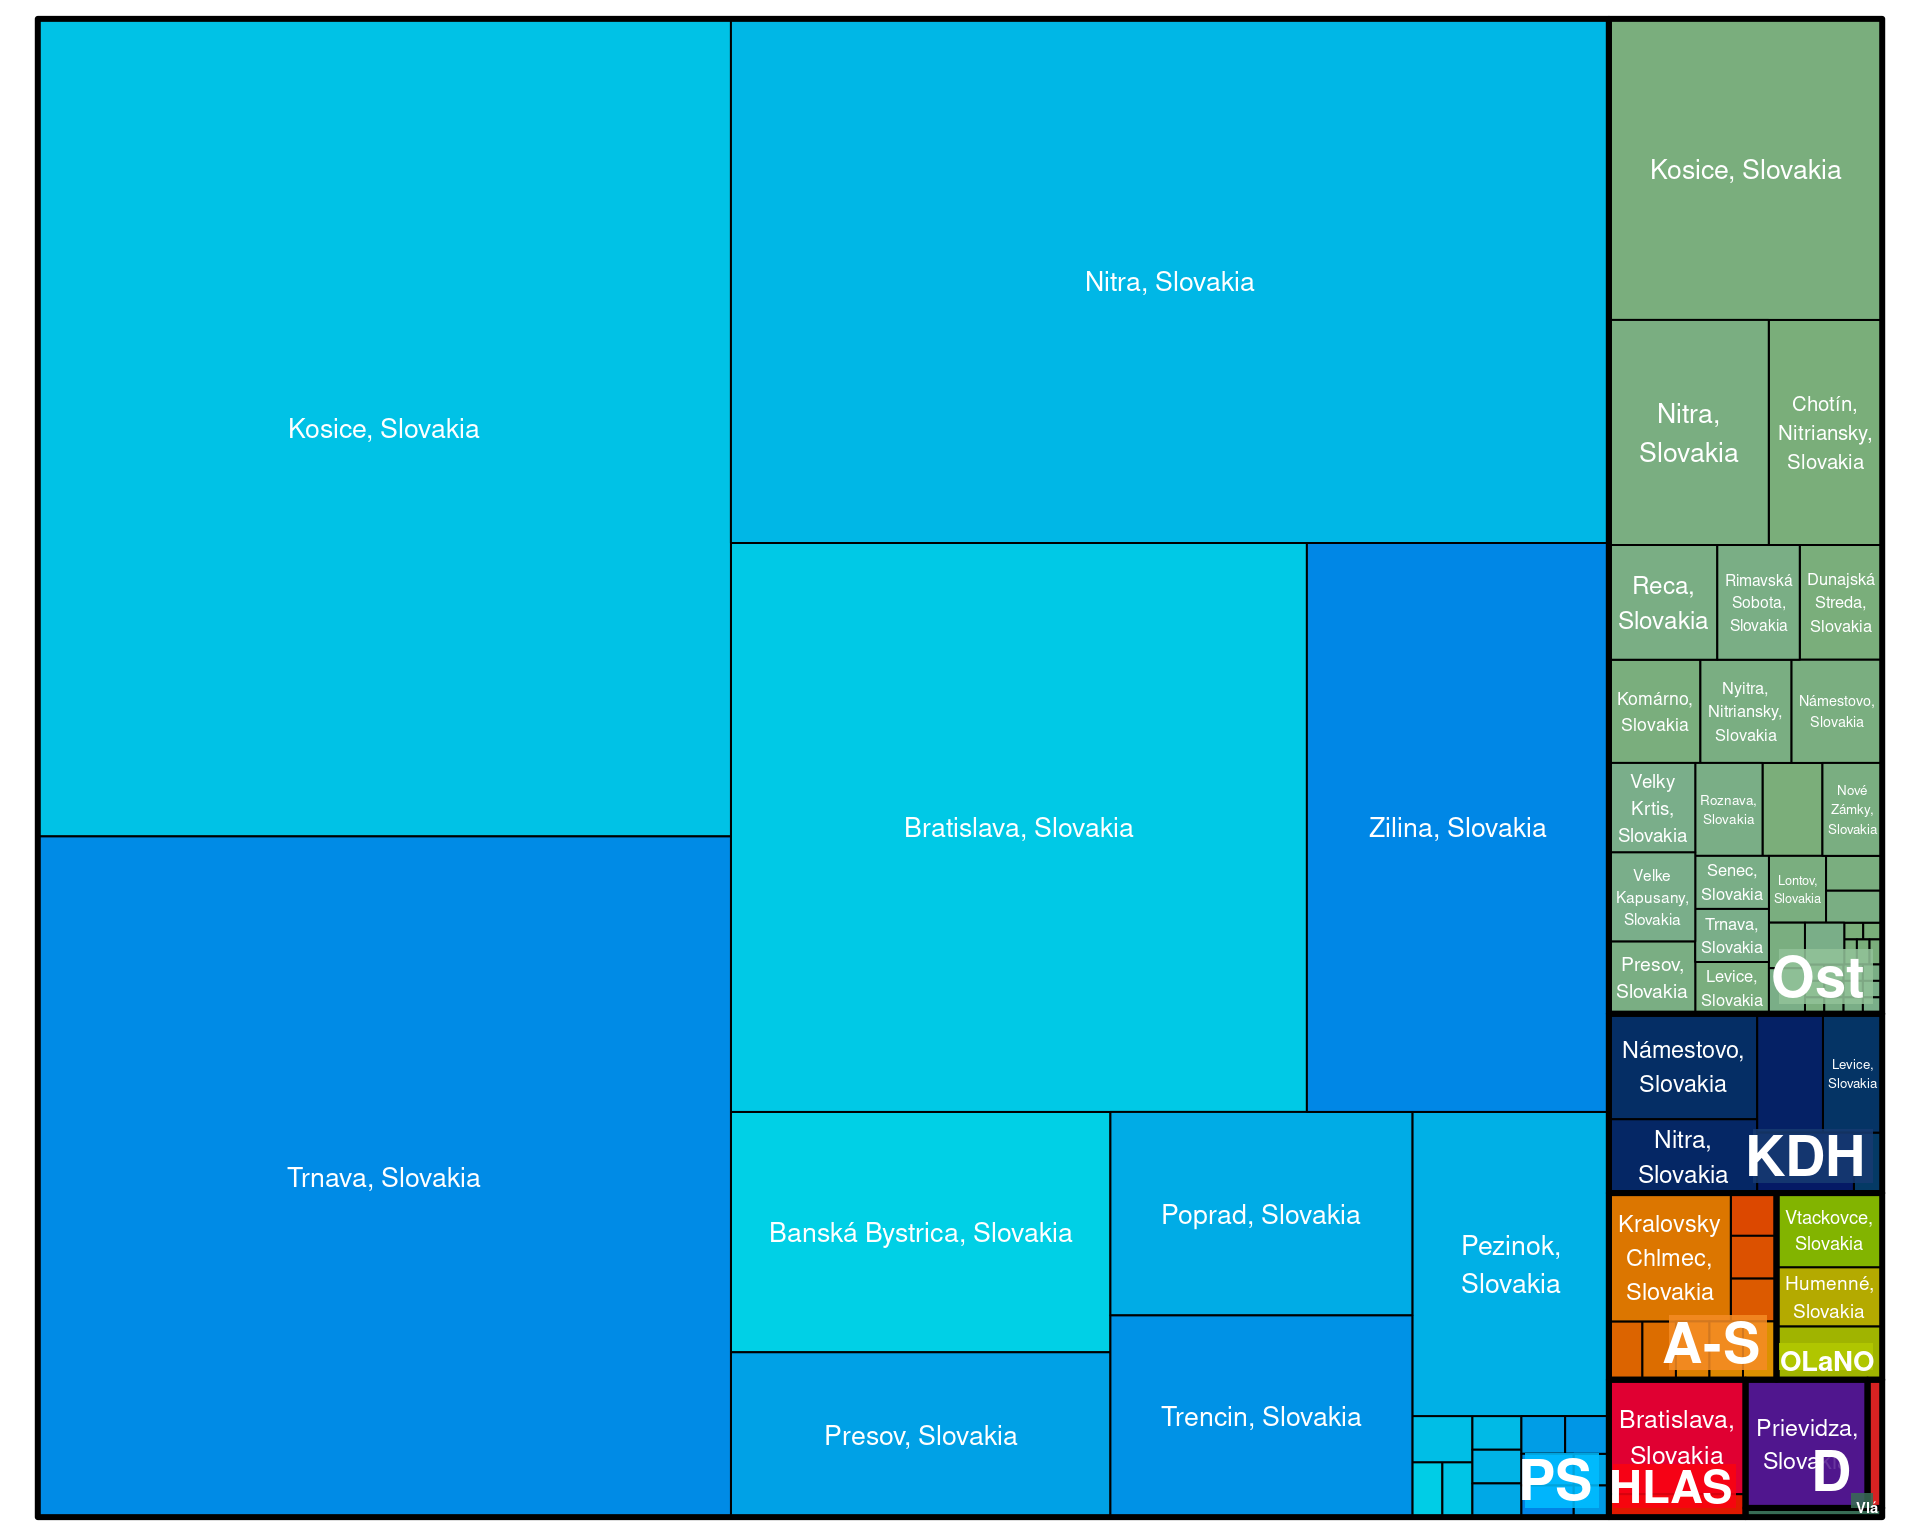 Kosice, Slovakia
Nitra, Slovakia
Trnava, Slovakia
Bratislava, Slovakia
Zilina, Slovakia
Banská Bystrica, Slovakia
Presov, Slovakia
Poprad, Slovakia
Trencin, Slovakia
Pezinok,
Slovakia
PS
Kosice, Slovakia
Nitra,
Slovakia
Chotín,
Nitriansky,
Slovakia
Reca,
Slovakia
Rimavská
Sobota,
Slovakia
Dunajská
Streda,
Slovakia
Komárno,
Slovakia
Nyitra,
Nitriansky,
Slovakia
Námestovo,
Slovakia
Velky
Krtis,
Slovakia
Roznava,
Slovakia
Nové
Zámky,
Slovakia
Velke
Kapusany,
Slovakia
Senec,
Slovakia
Lontov,
Slovakia
Trnava,
Slovakia
Presov,
Slovakia
Levice,
Slovakia
Ost
Námestovo,
Slovakia
Levice,
Slovakia
Nitra,
Slovakia
KDH
Kralovsky
Chlmec,
Slovakia
A-S
Vtackovce,
Slovakia
Humenné,
Slovakia
OLaNO
Bratislava,
Slovakia
HLAS
Prievidza,
Slovakia
D
Vlá